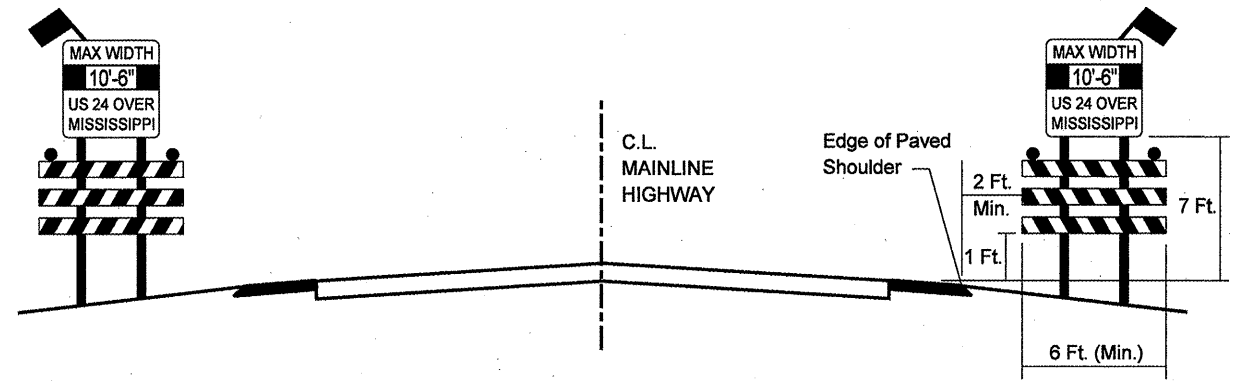 MAX WIDTH
10'-6"
US 24 OVER
MISSISSIPPI
C.L.
MAINLINE
HIGHWAY
Edge of Paved
Shoulder
MAX WIDTH
10'-6"
US 24 OVER
MISSISSIPPI
2 Ft.
Min.
7 Ft.
1 Ft.
6 Ft. (Min.)